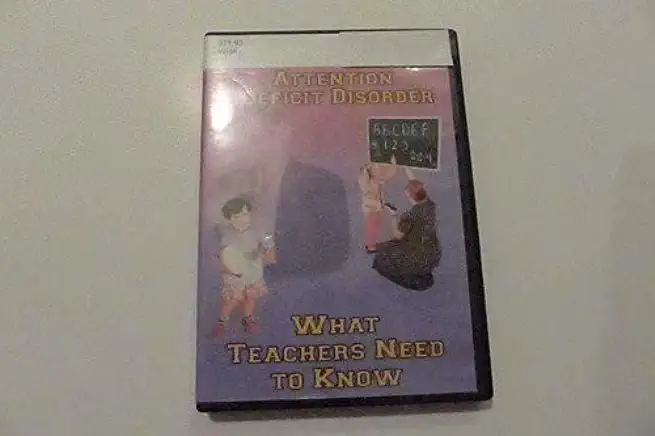 ATTENTION
DEFICIT DISORDER
WHAT
TEACHERS NEED
TO KNOW